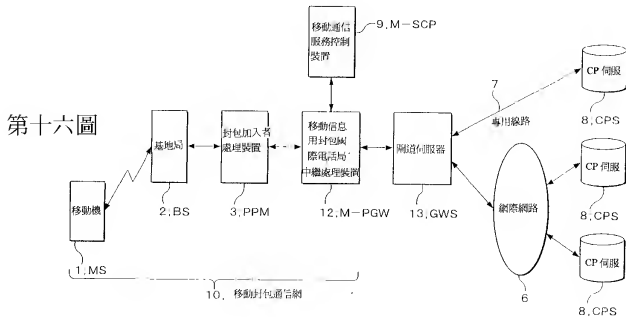 第十六圖
移動通信
服務控制
裝置
9,M-SCP
移動機
1,MS
基地局
2,BS
封包加入者
處理裝置
3,PPM
移動信息
用封包國
際電話局·
中繼處理裝置
12,M-PGW
閘道伺服器
13,GWS
7
專用線路
網際網路
6
CP 伺服
8,CPS
CP 伺服
8,CPS
CP 伺服
8,CPS
10, 移動封包通信網